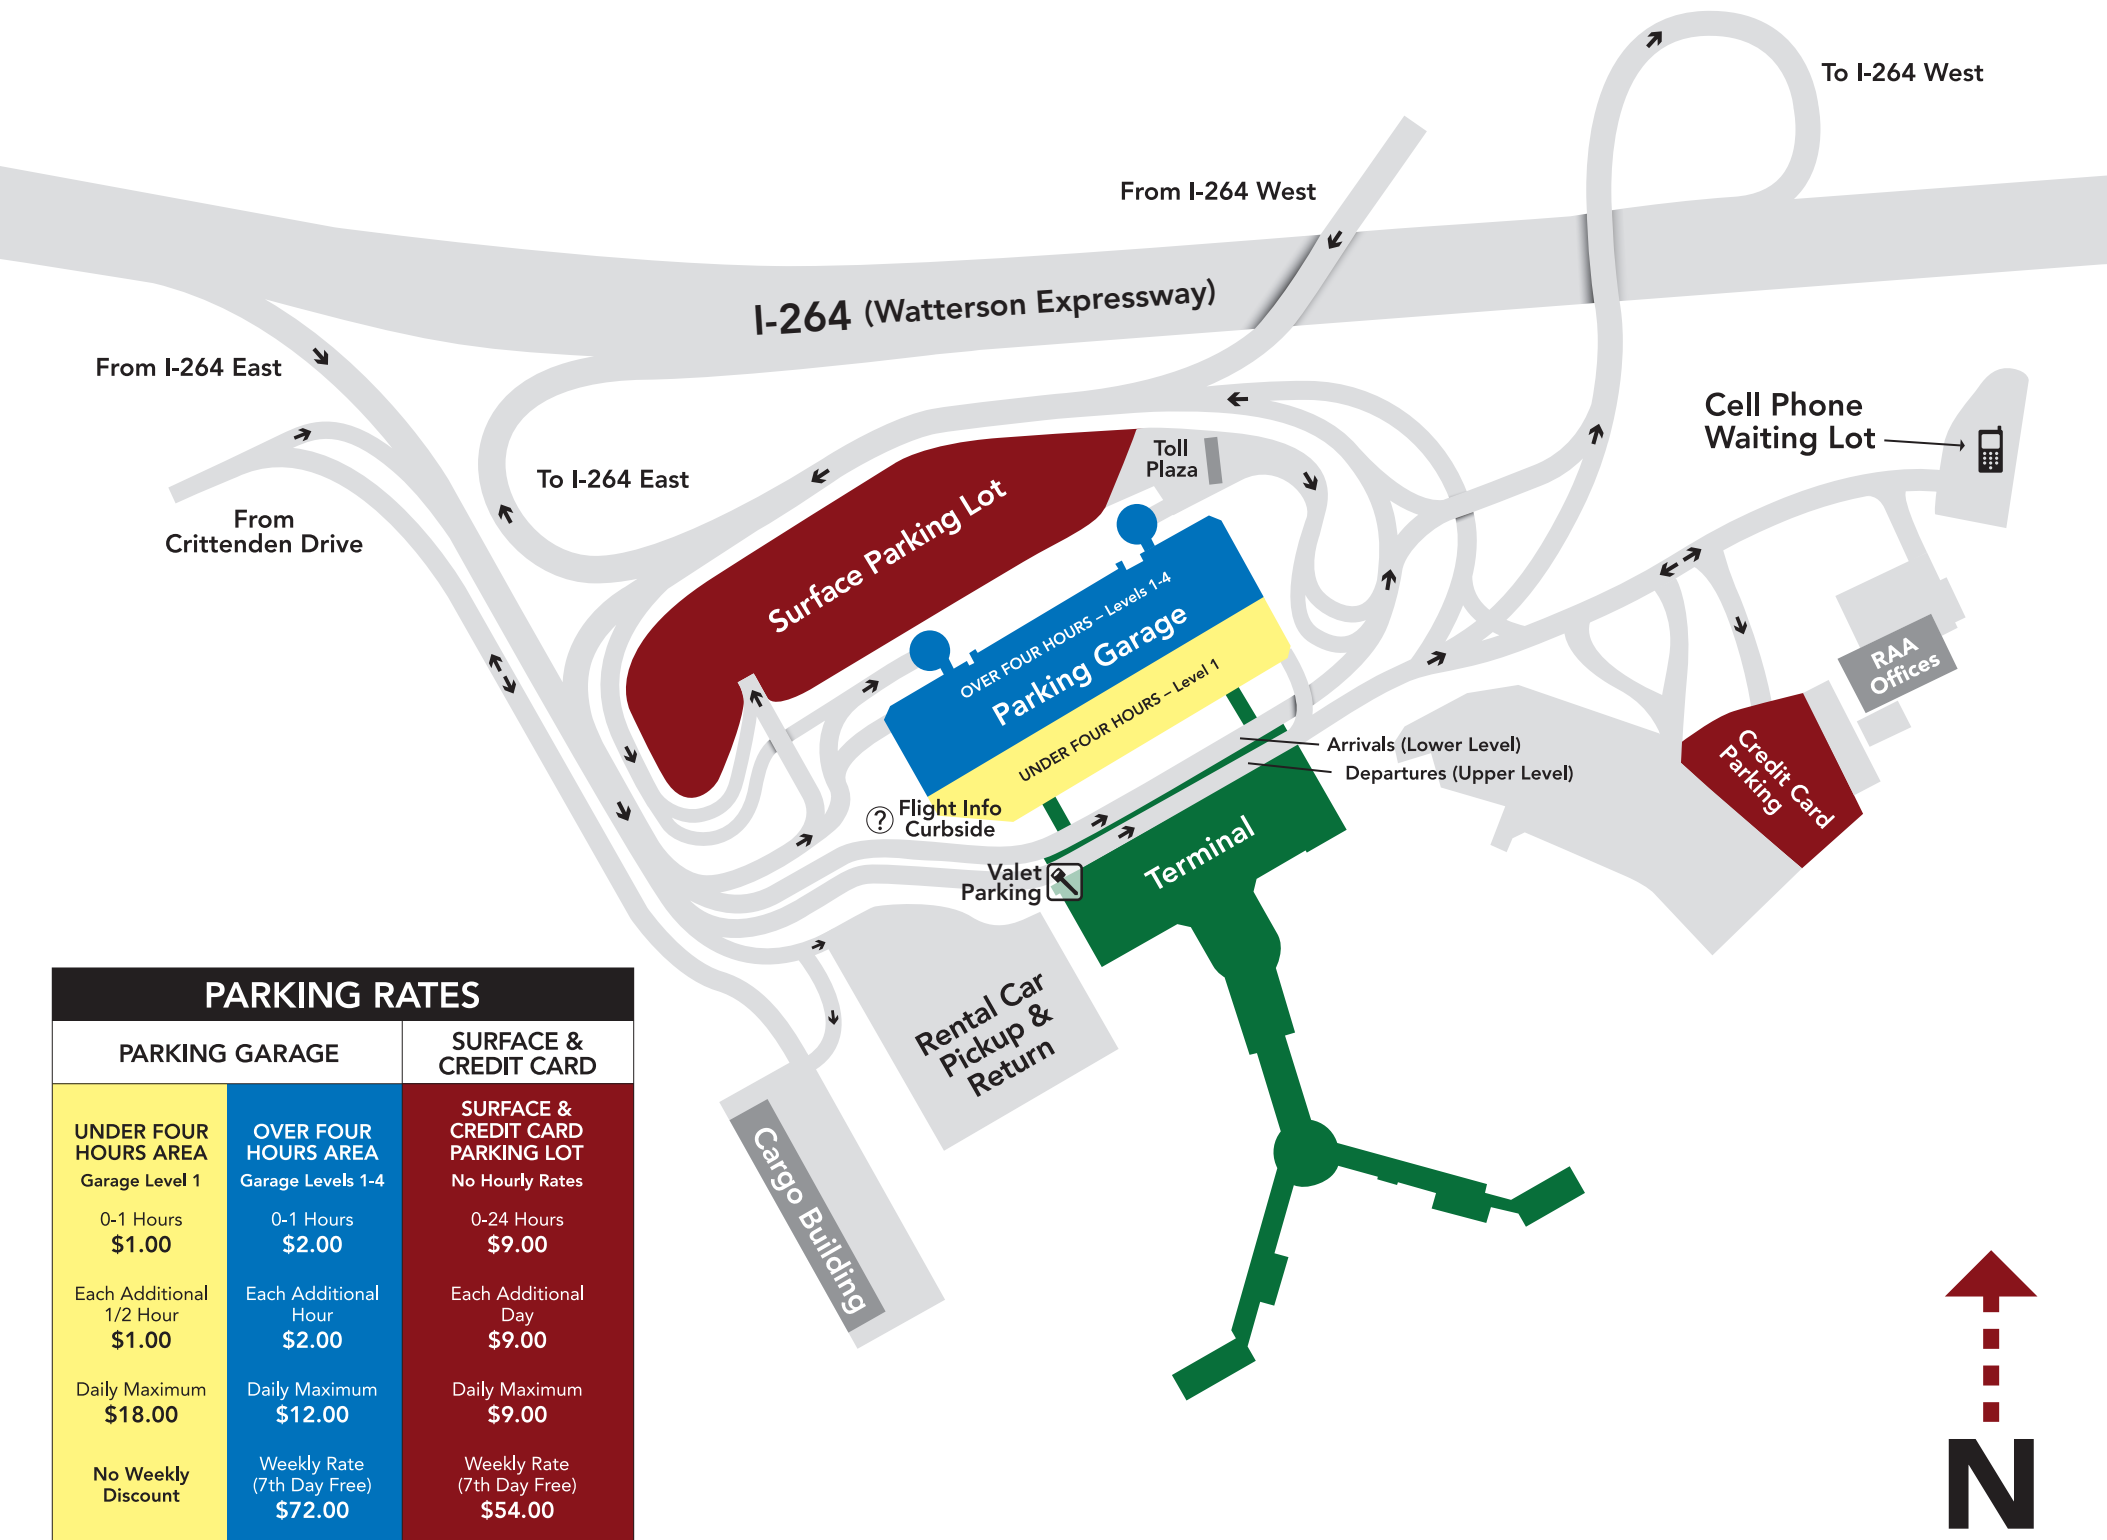 To I-264 West
From I-264 West
I-264 (Watterson Expressway)
From I-264 East
Cell Phone
Waiting Lot
To I-264 East
Toll
Plaza
From
Crittenden Drive
Surface Parking Lot
OVER FOUR HOURS – Levels 1-4
Parking Garage
UNDER FOUR HOURS – Level 1
RAA
Offices
Arrivals (Lower Level)
Departures (Upper Level)
Credit Card
Parking
? Flight Info
Curbside
Terminal
Valet
Parking
Rental Car
Pickup &
Return
Cargo Building
PARKING RATES
PARKING GARAGE
SURFACE &
CREDIT CARD
UNDER FOUR
HOURS AREA
Garage Level 1
0-1 Hours
$1.00
Each Additional
1/2 Hour
$1.00
Daily Maximum
$18.00
No Weekly
Discount
OVER FOUR
HOURS AREA
Garage Levels 1-4
0-1 Hours
$2.00
Each Additional
Hour
$2.00
Daily Maximum
$12.00
Weekly Rate
(7th Day Free)
$72.00
SURFACE &
CREDIT CARD
PARKING LOT
No Hourly Rates
0-24 Hours
$9.00
Each Additional
Day
$9.00
Daily Maximum
$9.00
Weekly Rate
(7th Day Free)
$54.00
N